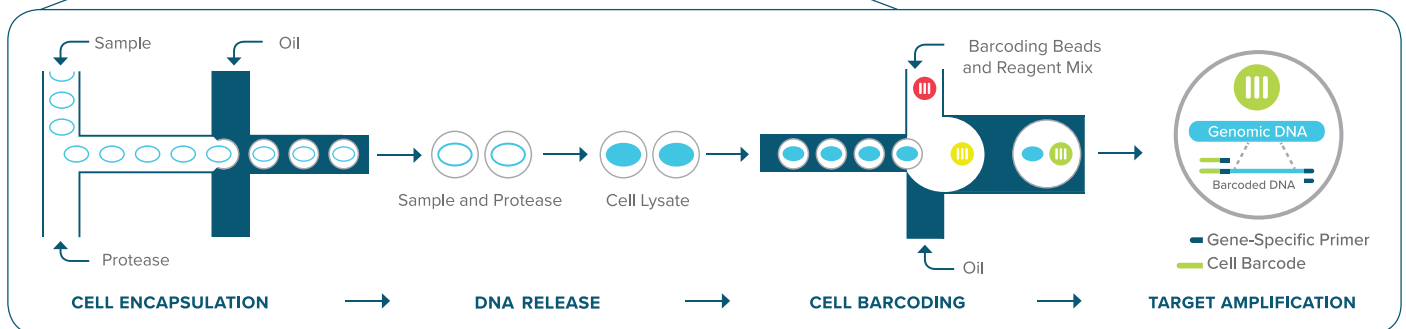 Sample
Oil
Protease
Sample and Protease
Cell Lysate
Barcoding Beads
and Reagent Mix
Oil
Genomic DNA
Barcoded DNA
Gene-Specific Primer
Cell Barcode
CELL ENCAPSULATION
DNA RELEASE
CELL BARCODING
TARGET AMPLIFICATION